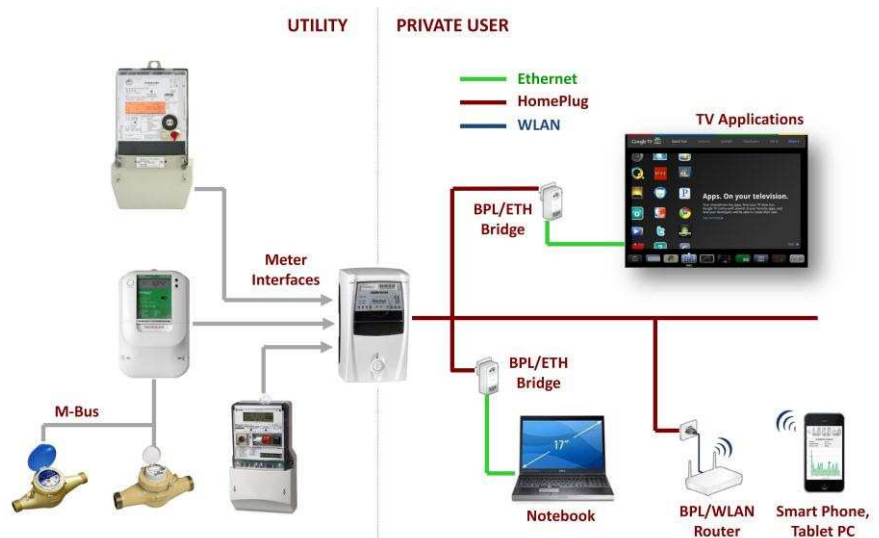 UTILITY
PRIVATE USER
Ethernet
HomePlug
WLAN
TV Applications
BPL/ETH
Bridge
Apps. On your television.
Meter
Interfaces
BPL/ETH
Bridge
M-Bus
17"
Notebook
BPL/WLAN
Router
Smart Phone,
Tablet PC